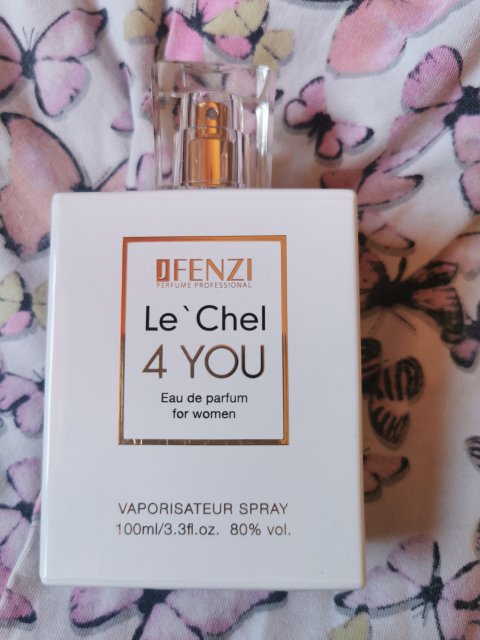 JFENZI
PERFUME PROFESSIONAL
Le`Chel
4 YOU
Eau de parfum
for women
VAPORISATEUR SPRAY
100ml/3.3fl.oz. 80% vol.